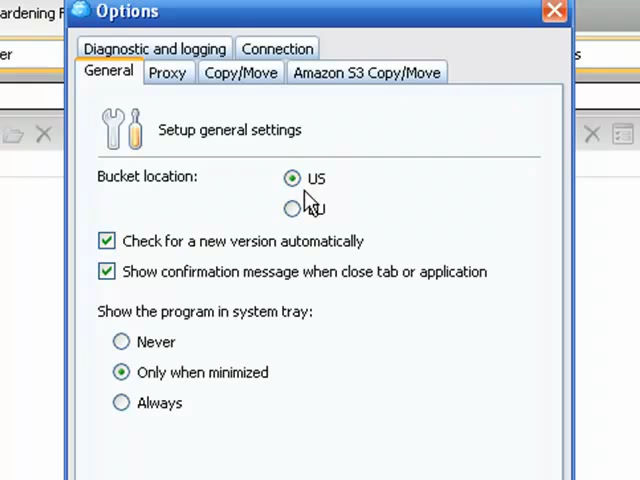 ardening F
Options
er
s
Diagnostic and logging
Connection
General
Proxy
Copy/Move
Amazon S3 Copy/Move
Setup general settings
Bucket location:
US
Check for a new version automatically
Show confirmation message when close tab or application
Show the program in system tray:
Never
Only when minimized
Always